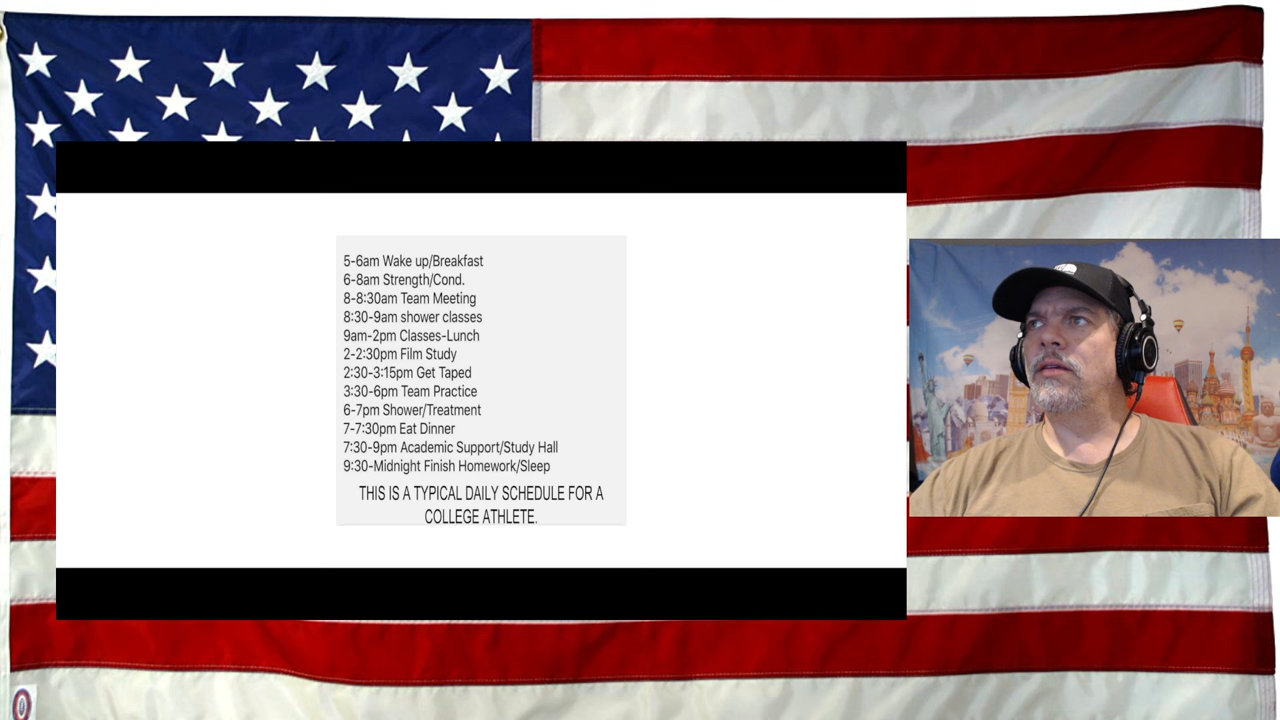 5-6am Wake up/Breakfast
6-8am Strength/Cond.
8-8:30am Team Meeting
8:30-9am shower classes
9am-2pm Classes-Lunch
2-2:30pm Film Study
2:30-3:15pm Get Taped
3:30-6pm Team Practice
6-7pm Shower/Treatment
7-7:30pm Eat Dinner
7:30-9pm Academic Support/Study Hall
9:30-Midnight Finish Homework/Sleep
THIS IS A TYPICAL DAILY SCHEDULE FOR A
COLLEGE ATHLETE.